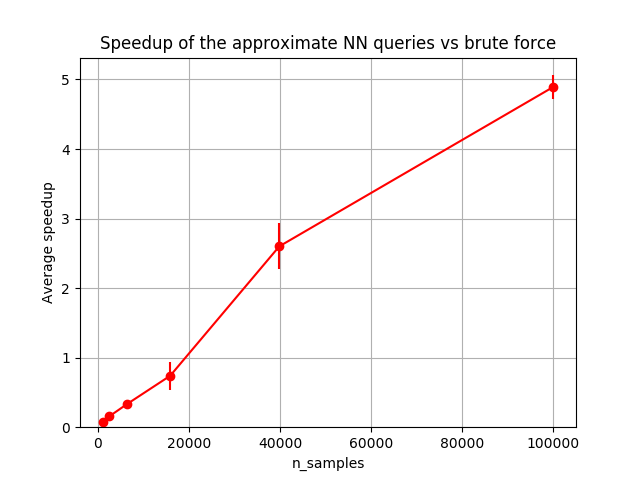 Speedup of the approximate NN queries vs brute force
5
4
3
2
1
0
Average speedup
0 20000 40000 60000 80000 100000
n_samples